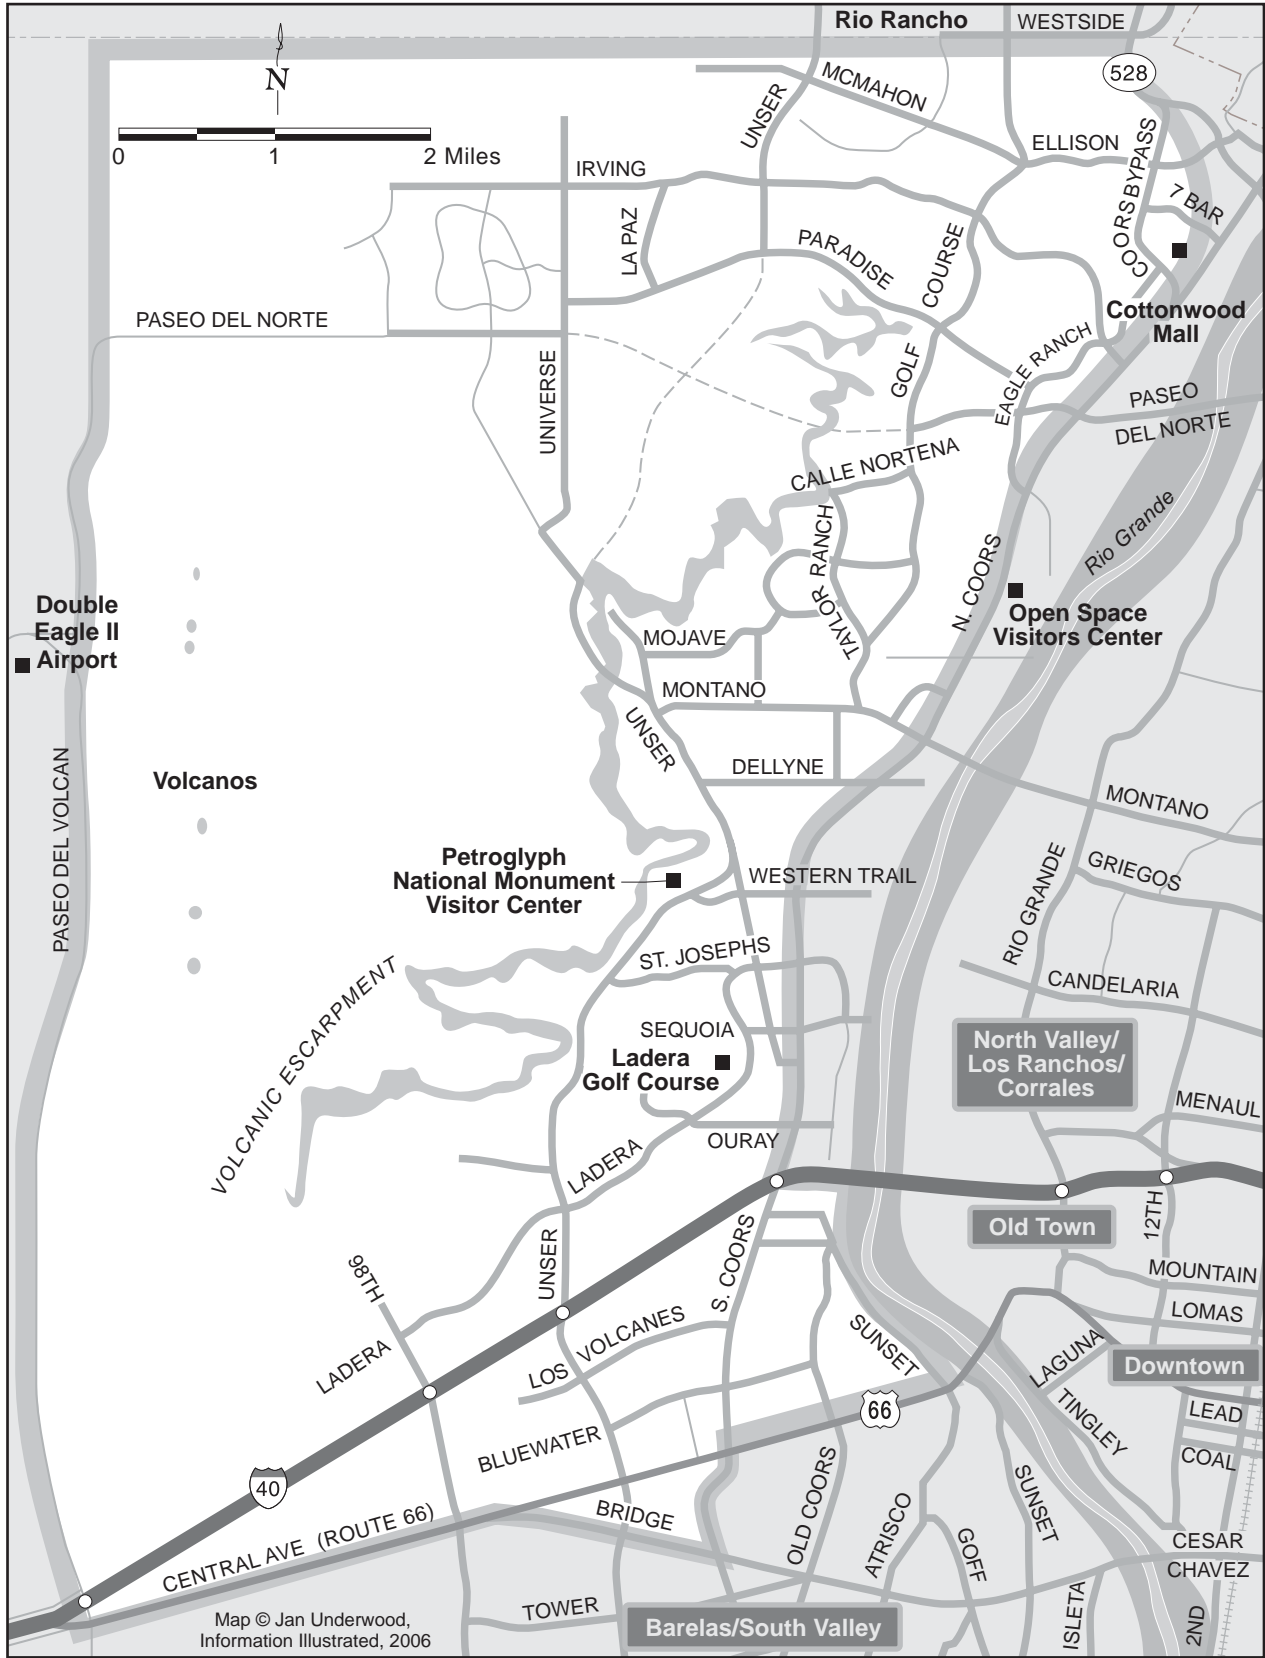 Rio Rancho
WESTSIDE
528
N
MCMAHON
UNSER
ELLISON
COORS BYPASS
0 1 2 Miles
IRVING
7 BAR
LA PAZ
PARADISE
COURSE
Cottonwood
Mall
PASEO DEL NORTE
EAGLE RANCH
GOLF
UNIVERSE
PASEO
DEL NORTE
CALLE NORTENA
Rio Grande
TAYLOR RANCH
N. COORS
Double
Eagle II
Airport
Open Space
Visitors Center
MOJAVE
MONTANO
UNSER
DELLYNE
Volcanos
PASEO DEL VOLCAN
MONTANO
Petroglyph
National Monument
Visitor Center
WESTERN TRAIL
RIO GRANDE
GRIEGOS
ST. JOSEPHS
VOLCANIC ESCARPMENT
CANDELARIA
SEQUOIA
Ladera
Golf Course
North Valley/
Los Ranchos/
Corrales
MENAUL
OURAY
LADERA
12TH
Old Town
S. COORS
UNSER
98TH
MOUNTAIN
LOMAS
LOS VOLCANES
SUNSET
LADERA
LAGUNA
Downtown
66
TINGLEY
LEAD
BLUEWATER
COAL
40
OLD COORS
SUNSET
CENTRAL AVE (ROUTE 66)
BRIDGE
ATRISCO
GOFF
CESAR
CHAVEZ
TOWER
ISLETA
2ND
Map © Jan Underwood,
Information Illustrated, 2006
Barelas/South Valley